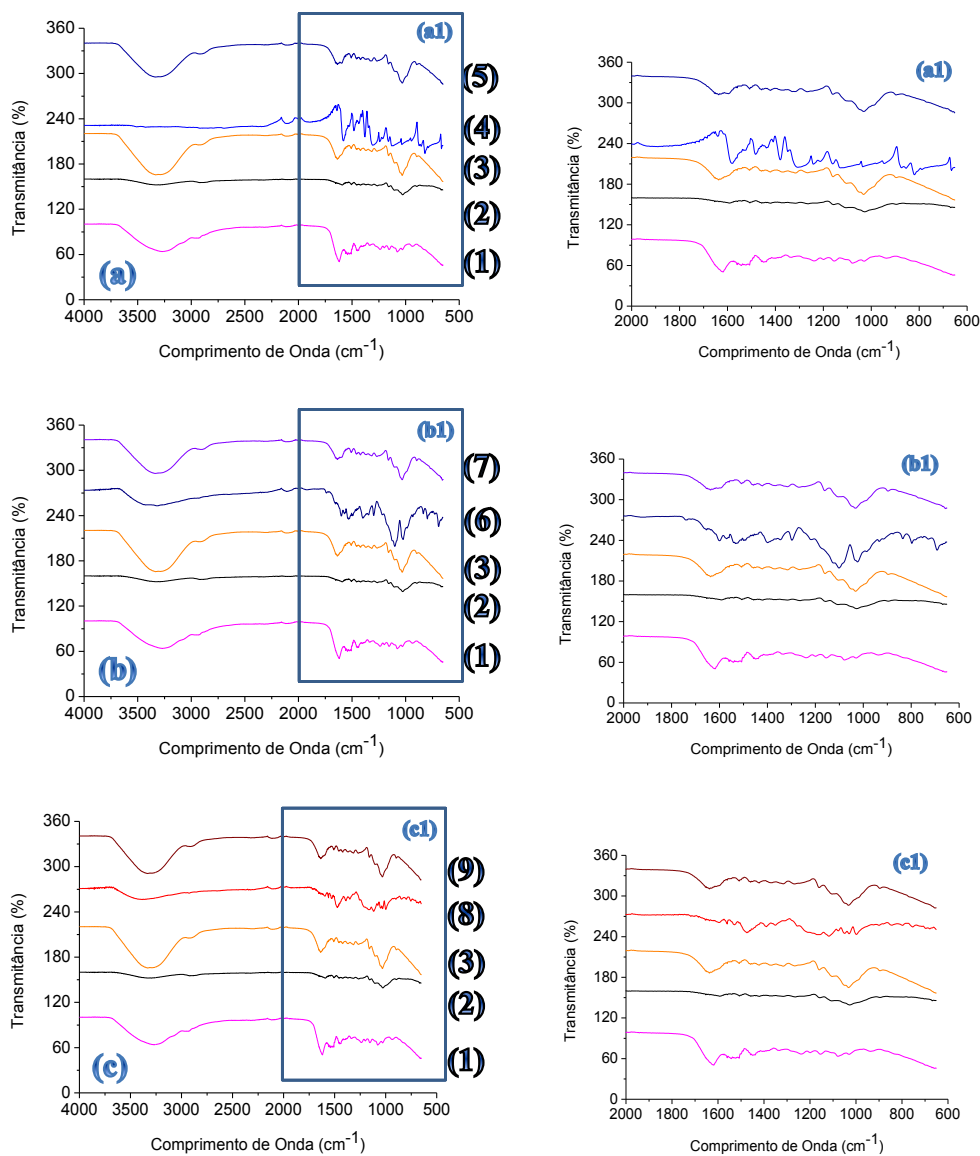 (a1)
360
300
240
180
120
60
0
Transmitância (%)
(5)
(4)
(3)
(2)
(1)
(a)
4000 3500 3000 2500 2000 1500 1000 500
Comprimento de Onda (cm-1)
(a1)
360
300
240
180
120
60
0
Transmitância (%)
2000 1800 1600 1400 1200 1000 800 600
Comprimento de Onda (cm-1)
(b1)
360
300
240
180
120
60
0
Transmitância (%)
(7)
(6)
(3)
(2)
(1)
(b)
4000 3500 3000 2500 2000 1500 1000 500
Comprimento de Onda (cm-1)
(b1)
360
300
240
180
120
60
0
Transmitância (%)
2000 1800 1600 1400 1200 1000 800 600
Comprimento de Onda (cm-1)
(c1)
360
300
240
180
120
60
0
Transmitância (%)
(9)
(8)
(3)
(2)
(1)
(c)
4000 3500 3000 2500 2000 1500 1000 500
Comprimento de Onda (cm-1)
(c1)
360
300
240
180
120
60
0
Transmitância (%)
2000 1800 1600 1400 1200 1000 800 600
Comprimento de Onda (cm-1)